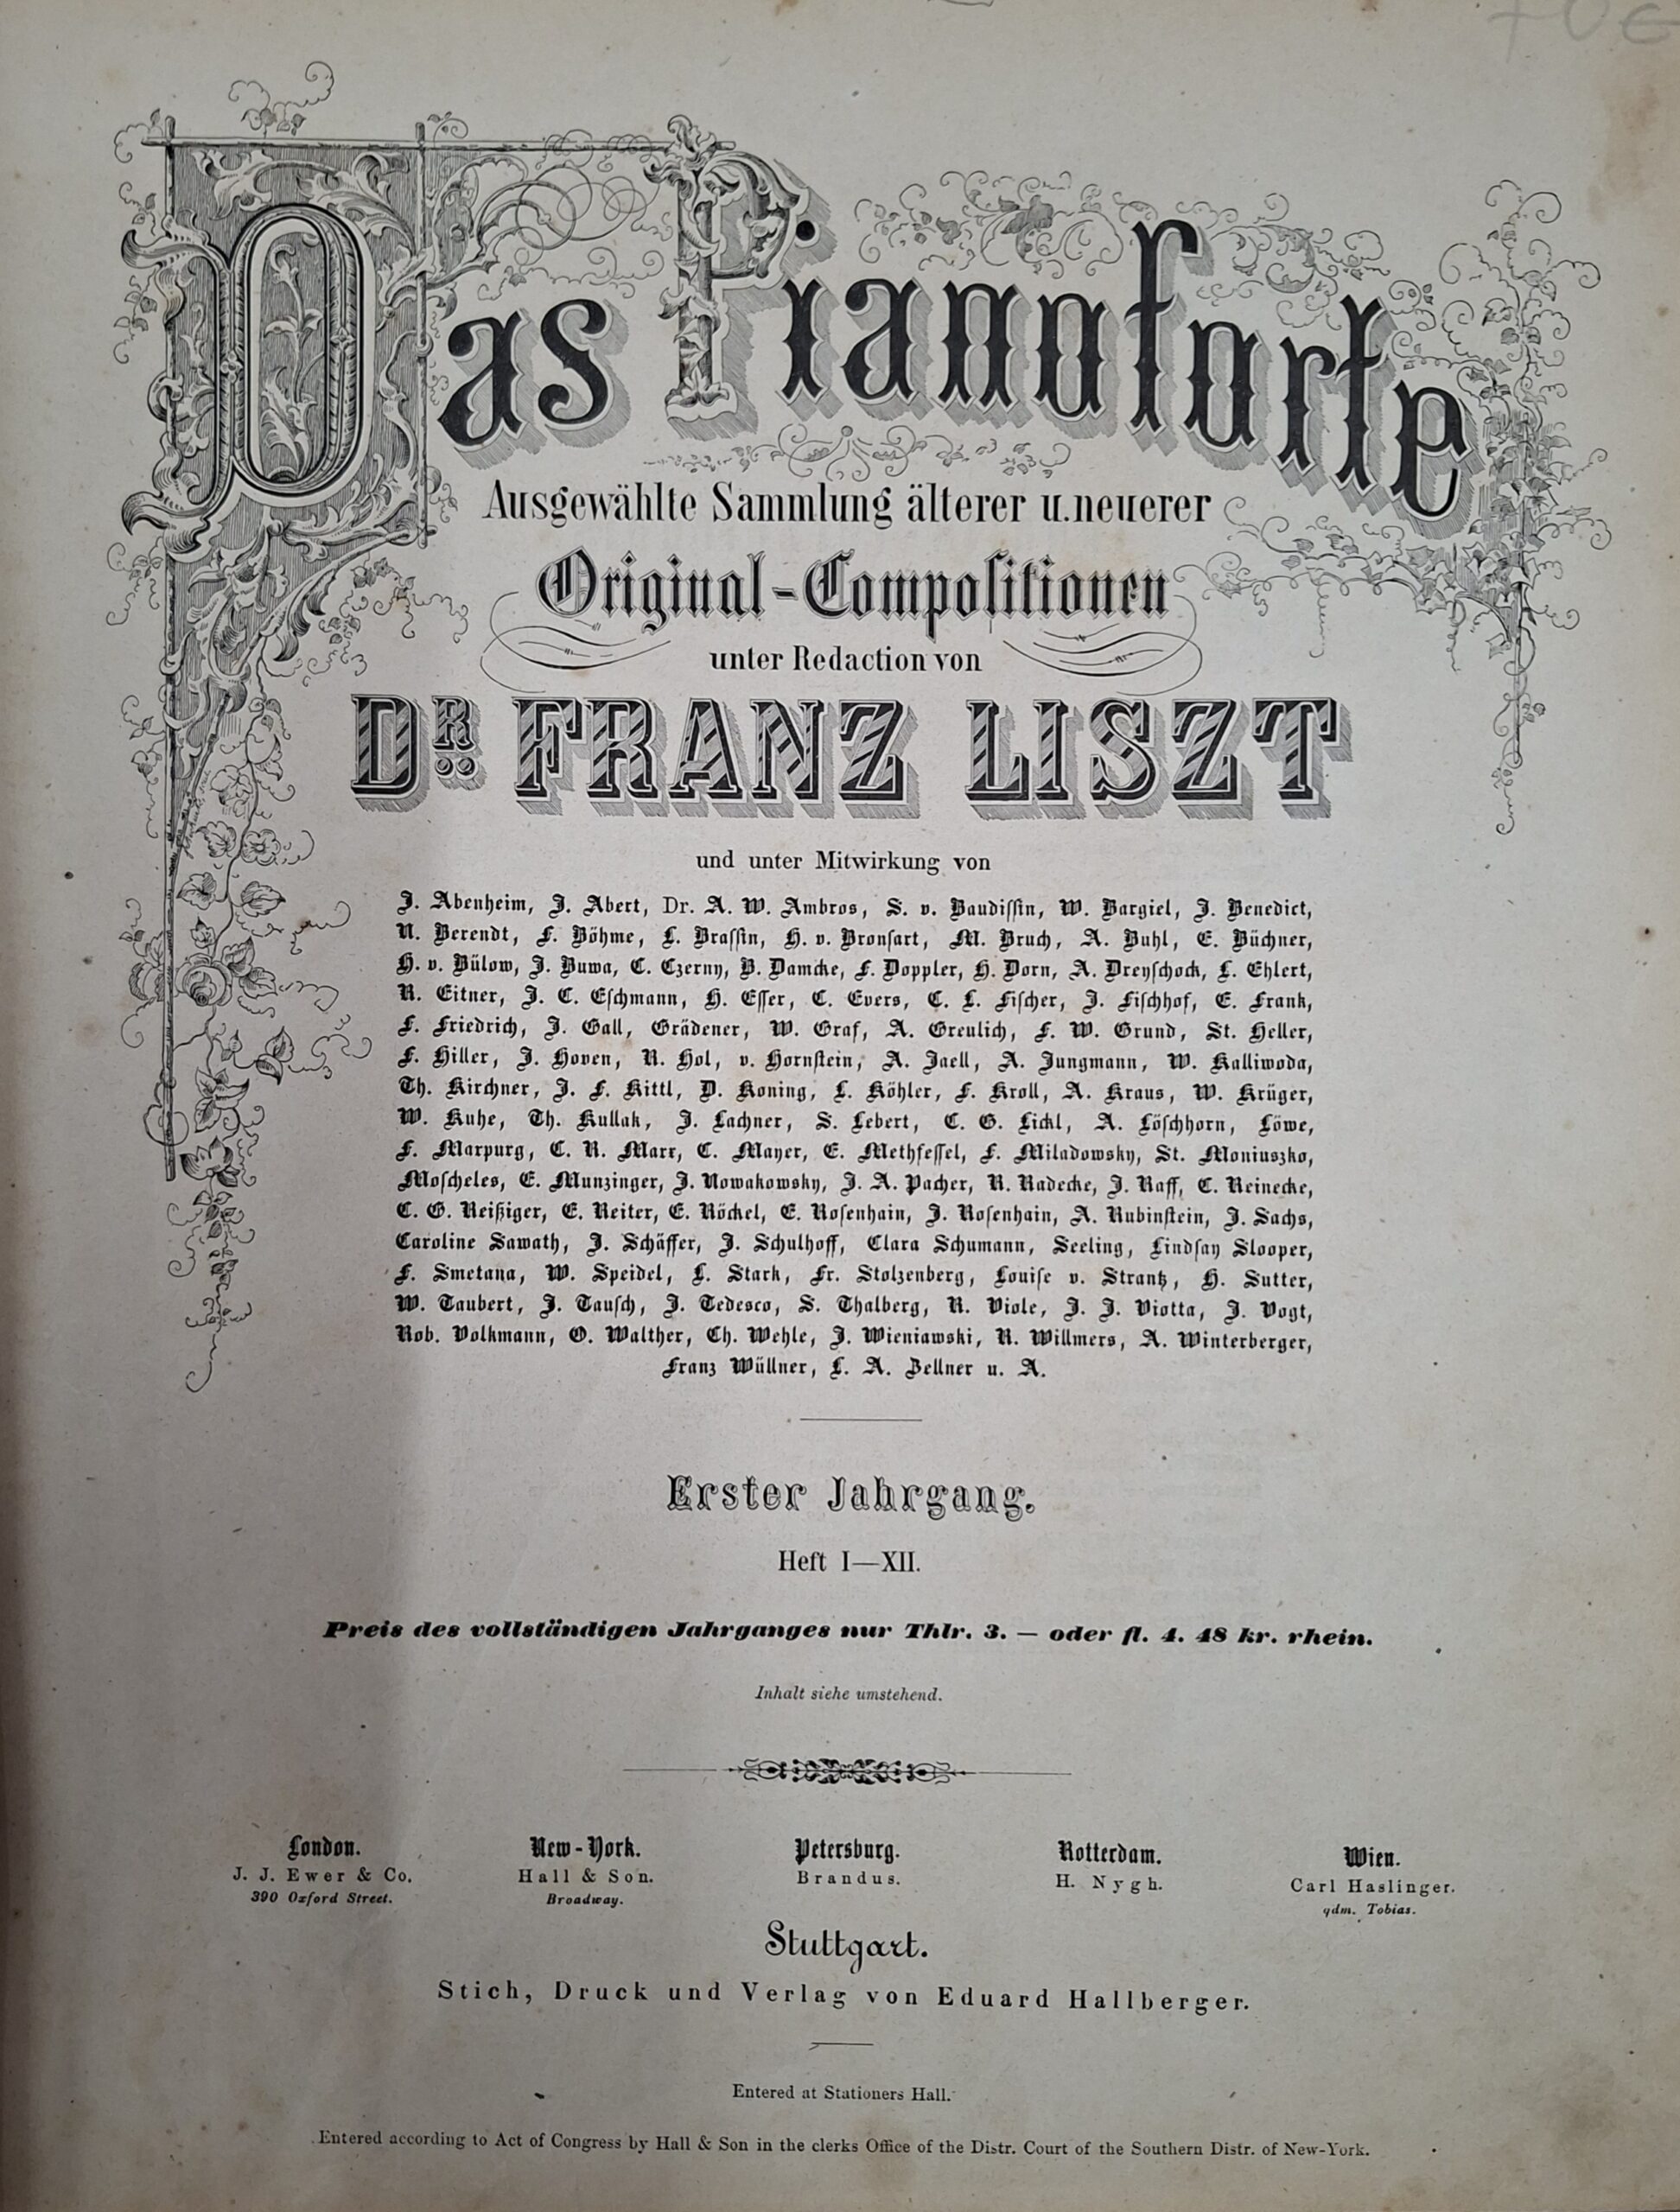 70€
Das Pianoforte
Ausgewählte Sammlung älterer u. neuerer
Original-Compositionen
unter Redaction von
DR. FRANZ LISZT
und unter Mitwirkung von
J. Abenheim, J. Abert, Dr. A. W. Ambros, S. v. Baudissin, W. Bargiel, J. Benedict,
N. Berendt, F. Böhme, L. Brassin, H. v. Bronsart, M. Bruch, A. Buhl, E. Büchner,
H. v. Bülow, J. Buwa, C. Czerny, B. Damcke, F. Doppler, H. Dorn, A. Dreyschock, L. Ehlert,
R. Eitner, J. C. Eschmann, H. Esser, C. Evers, C. L. Fischer, J. Fischhof, E. Frank,
F. Friedrich, J. Gall, Grädener, W. Graf, A. Greulich, F. W. Grund, St. Heller,
F. Hiller, J. Hoven, R. Hol, v. Hornstein, A. Jaell, A. Jungmann, W. Kalliwoda,
Th. Kirchner, J. F. Kittl, D. Koning, L. Köhler, F. Kroll, A. Kraus, W. Krüger,
W. Kuhe, Th. Kullak, J. Lachner, S. Lebert, C. G. Lickl, A. Löschhorn, Löwe,
F. Marpurg, C. R. Marx, C. Mayer, E. Methfessel, F. Miladowsky, St. Moniuszko,
Moscheles, E. Munzinger, J. Nowakowsky, J. A. Pacher, R. Radecke, J. Raff, C. Reinecke,
C. G. Reißiger, E. Reiter, E. Röckel, E. Rosenhain, J. Rosenhain, A. Rubinstein, J. Sachs,
Caroline Sawath, J. Schäffer, J. Schulhoff, Clara Schumann, Seeling, Lindsay Slooper,
F. Smetana, W. Speidel, L. Stark, Fr. Stolzenberg, Louise v. Strantz, H. Sutter,
W. Taubert, J. Tausch, J. Tedesco, S. Thalberg, R. Viole, J. J. Viotta, J. Vogt,
Rob. Volkmann, O. Walther, Ch. Wehle, J. Wieniawski, R. Willmers, A. Winterberger,
Franz Wüllner, L. A. Zellner u. A.
Erster Jahrgang.
Heft I—XII.
Preis des vollständigen Jahrganges nur Thlr. 3. — oder fl. 4. 48 kr. rhein.
Inhalt siehe umstehend.
London. New-York. Petersburg. Rotterdam. Wien.
J. J. Ewer & Co. Hall & Son. Brandus. H. Nygh. Carl Haslinger.
390 Oxford Street. Broadway. qdm. Tobias.
Stuttgart.
Stich, Druck und Verlag von Eduard Hallberger.
Entered at Stationers Hall.
Entered according to Act of Congress by Hall & Son in the clerks Office of the Distr. Court of the Southern Distr. of New-York.